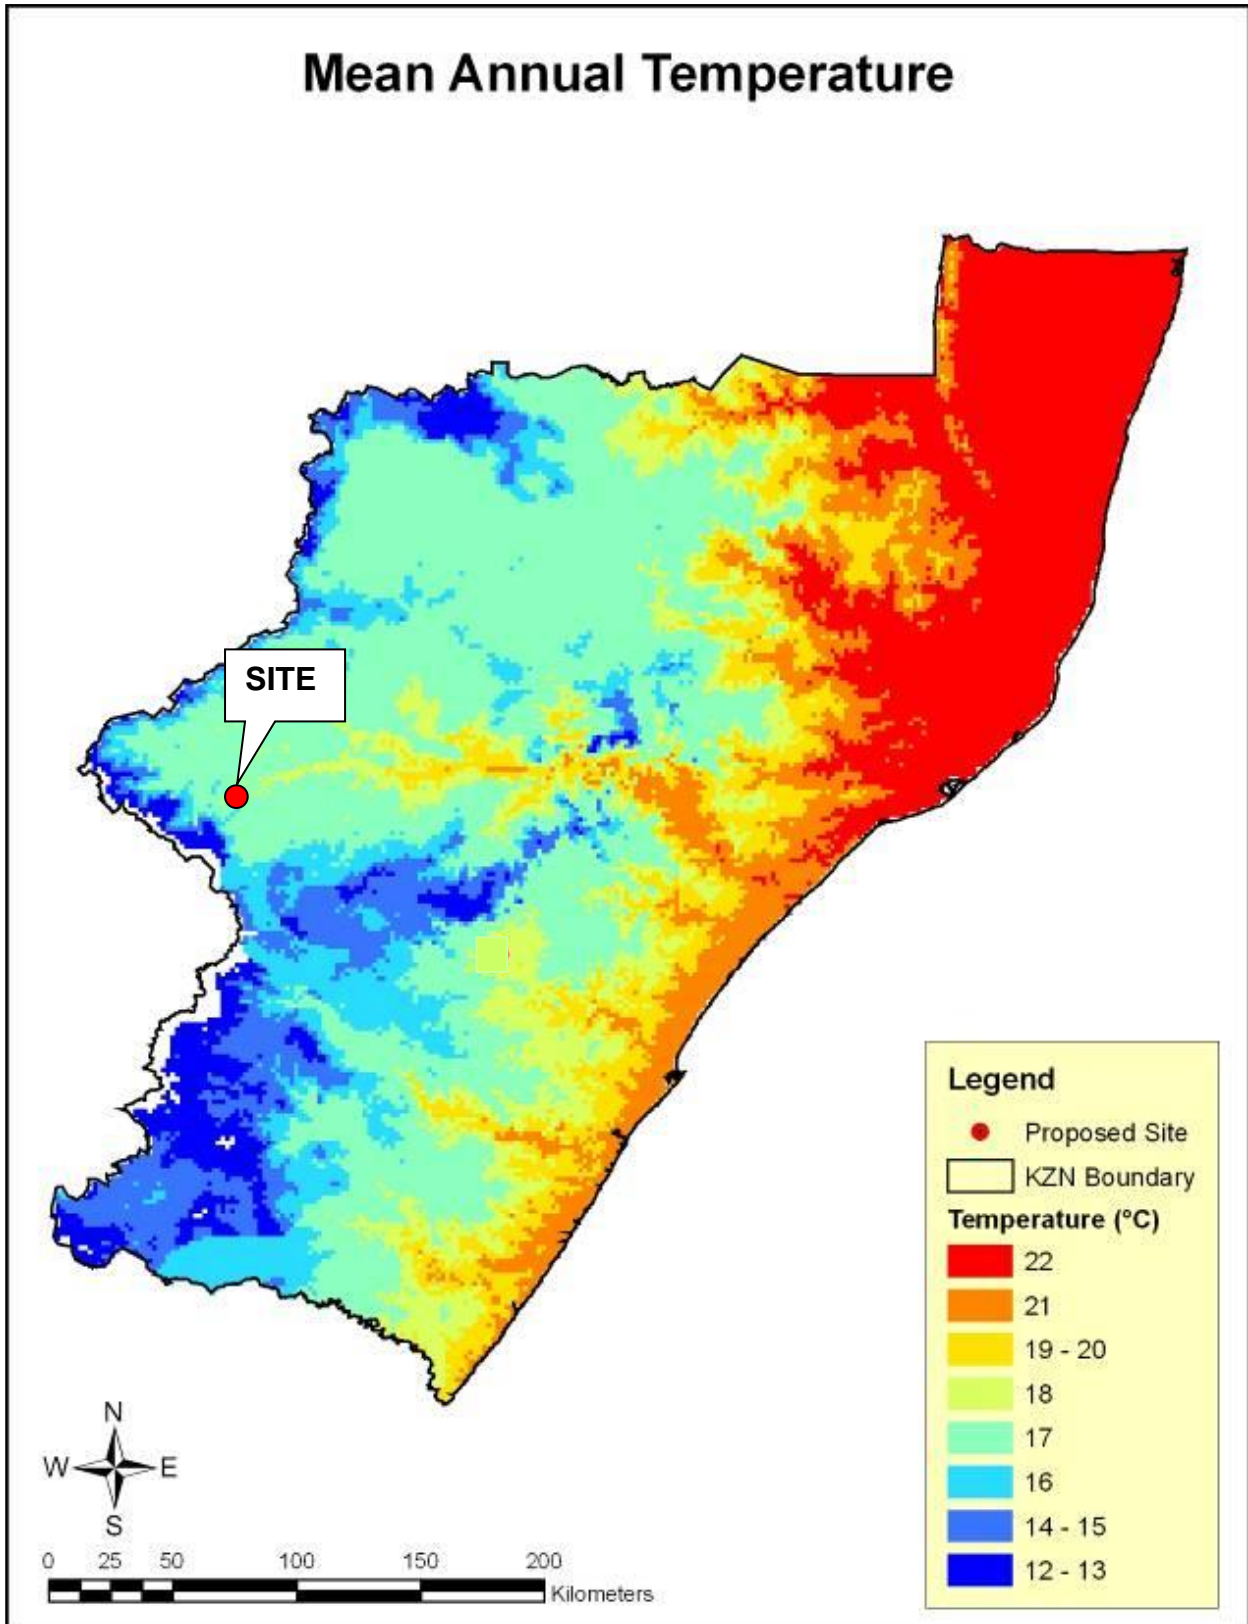 Mean Annual Temperature
SITE
Legend
Proposed Site
KZN Boundary
Temperature (°C)
22
21
19 - 20
18
17
16
14 - 15
12 - 13
N
W E
S
0 25 50 100 150 200
Kilometers